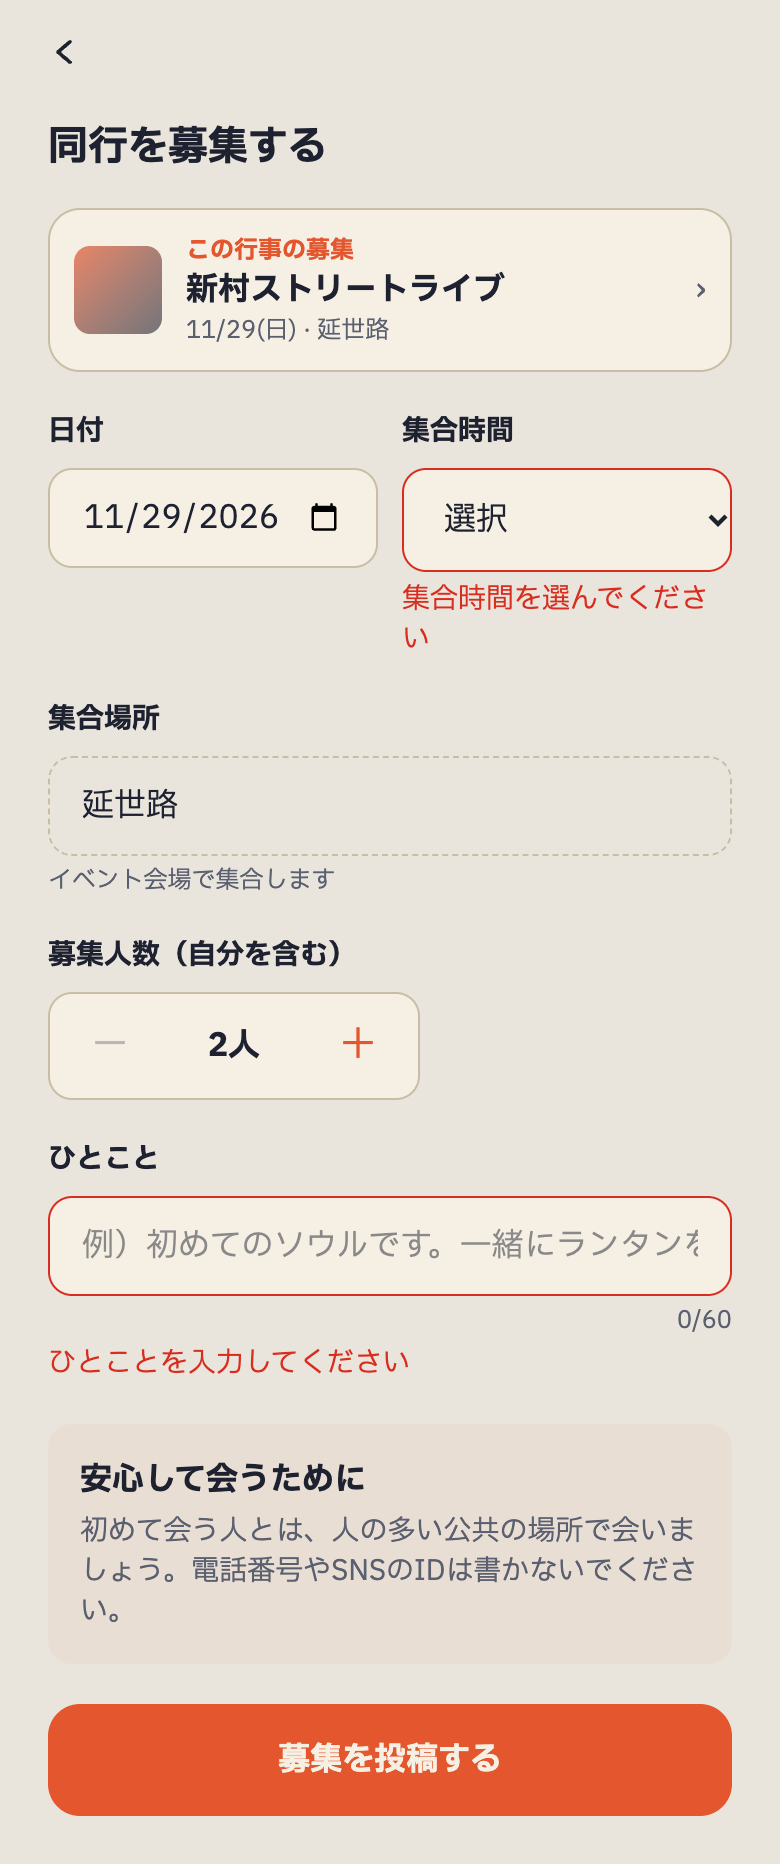 同行を募集する
この行事の募集
新村ストリートライブ
11/29(日) · 延世路
日付
集合時間
11/29/2026
選択
集合時間を選んでくださ
い
集合場所
延世路
イベント会場で集合します
募集人数（自分を含む）
2人
ひとこと
例）初めてのソウルです。一緒にランタンを
0/60
ひとことを入力してください
安心して会うために
初めて会う人とは、人の多い公共の場所で会いま
しょう。電話番号やSNSのIDは書かないでくださ
い。
募集を投稿する